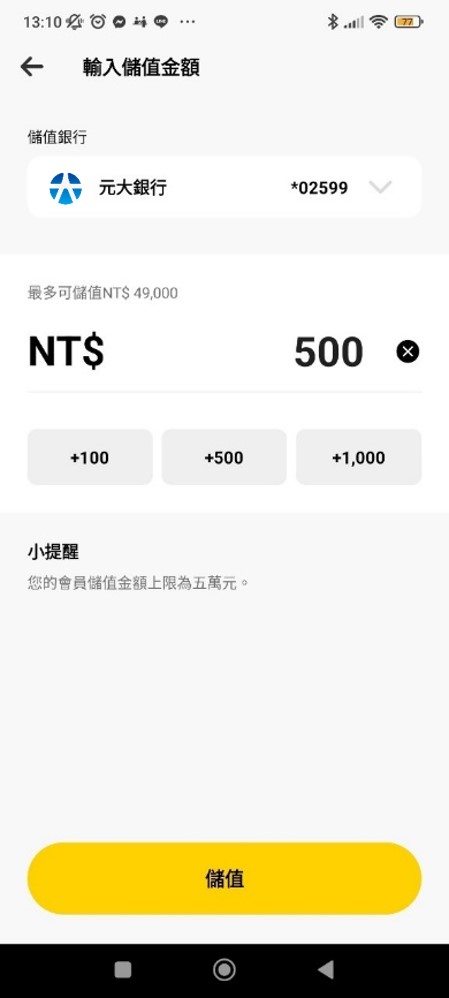 13:10
77
輸入儲值金額
儲值銀行
元大銀行 *02599
最多可儲值NT$ 49,000
NT$ 500
+100 +500 +1,000
小提醒
您的會員儲值金額上限為五萬元。
儲值